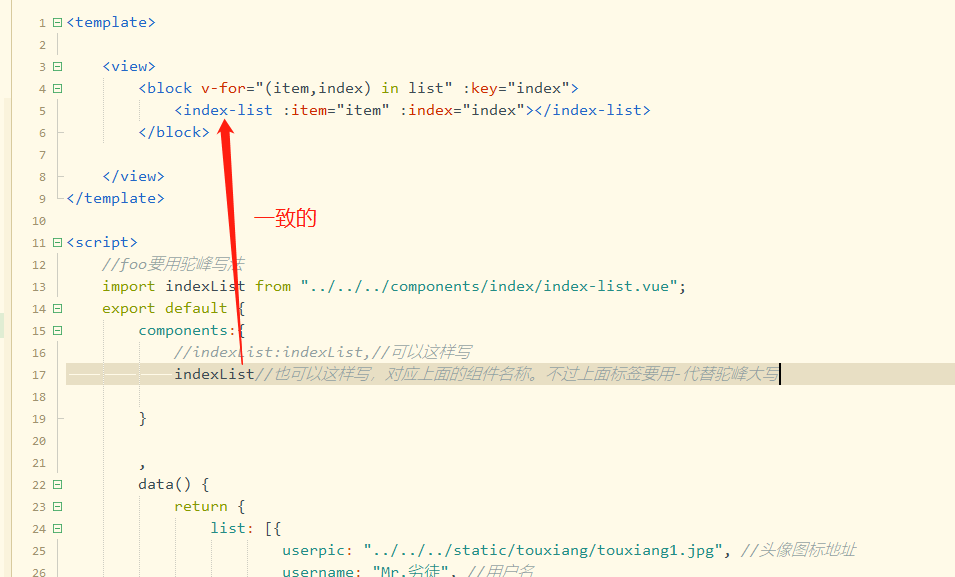 1 <template>
2
3 <view>
4 <block v-for="(item,index) in list" :key="index">
5 <index-list :item="item" :index="index"></index-list>
6 </block>
7
8 </view>
9 </template>
10
一致的
11 <script>
12 //foo要用驼峰写法
13 import indexList from "../../../components/index/index-list.vue";
14 export default {
15 components:{
16 //indexList:indexList,//可以这样写
17 indexList//也可以这样写，对应上面的组件名称。不过上面标签要用-代替驼峰大写
18
19 }
20
21 ,
22 data() {
23 return {
24 list: [{
25 userpic: "../../../static/touxiang/touxiang1.jpg", //头像图标地址
26 username: "Mr.劣徒", //用户名